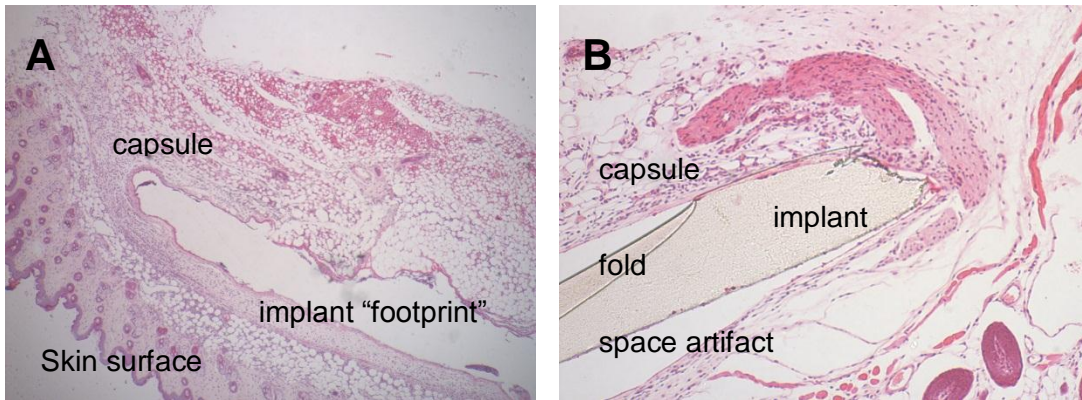 A
capsule
implant “footprint”
Skin surface
B
capsule
implant
fold
space artifact